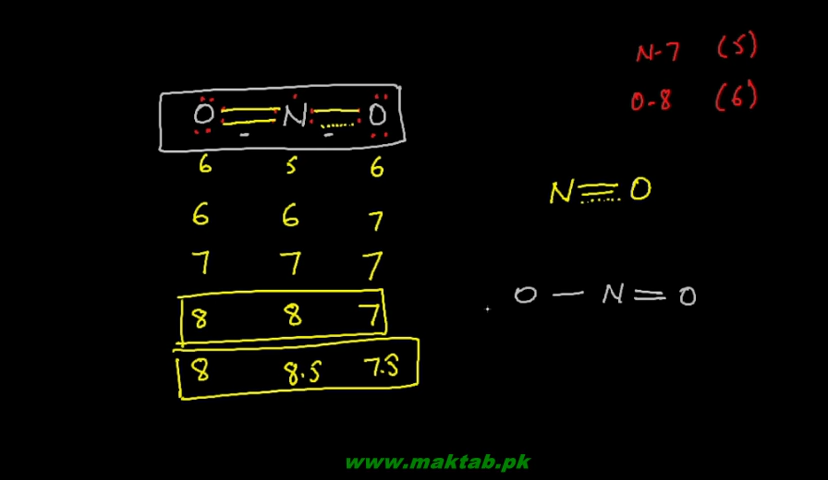 N-7 (5)
O-8 (6)
O=N-O
6 5 6
N≡O
6 6 7
7 7 7
O-N=O
8 8 7
8 8.5 7.5
www.maktab.pk